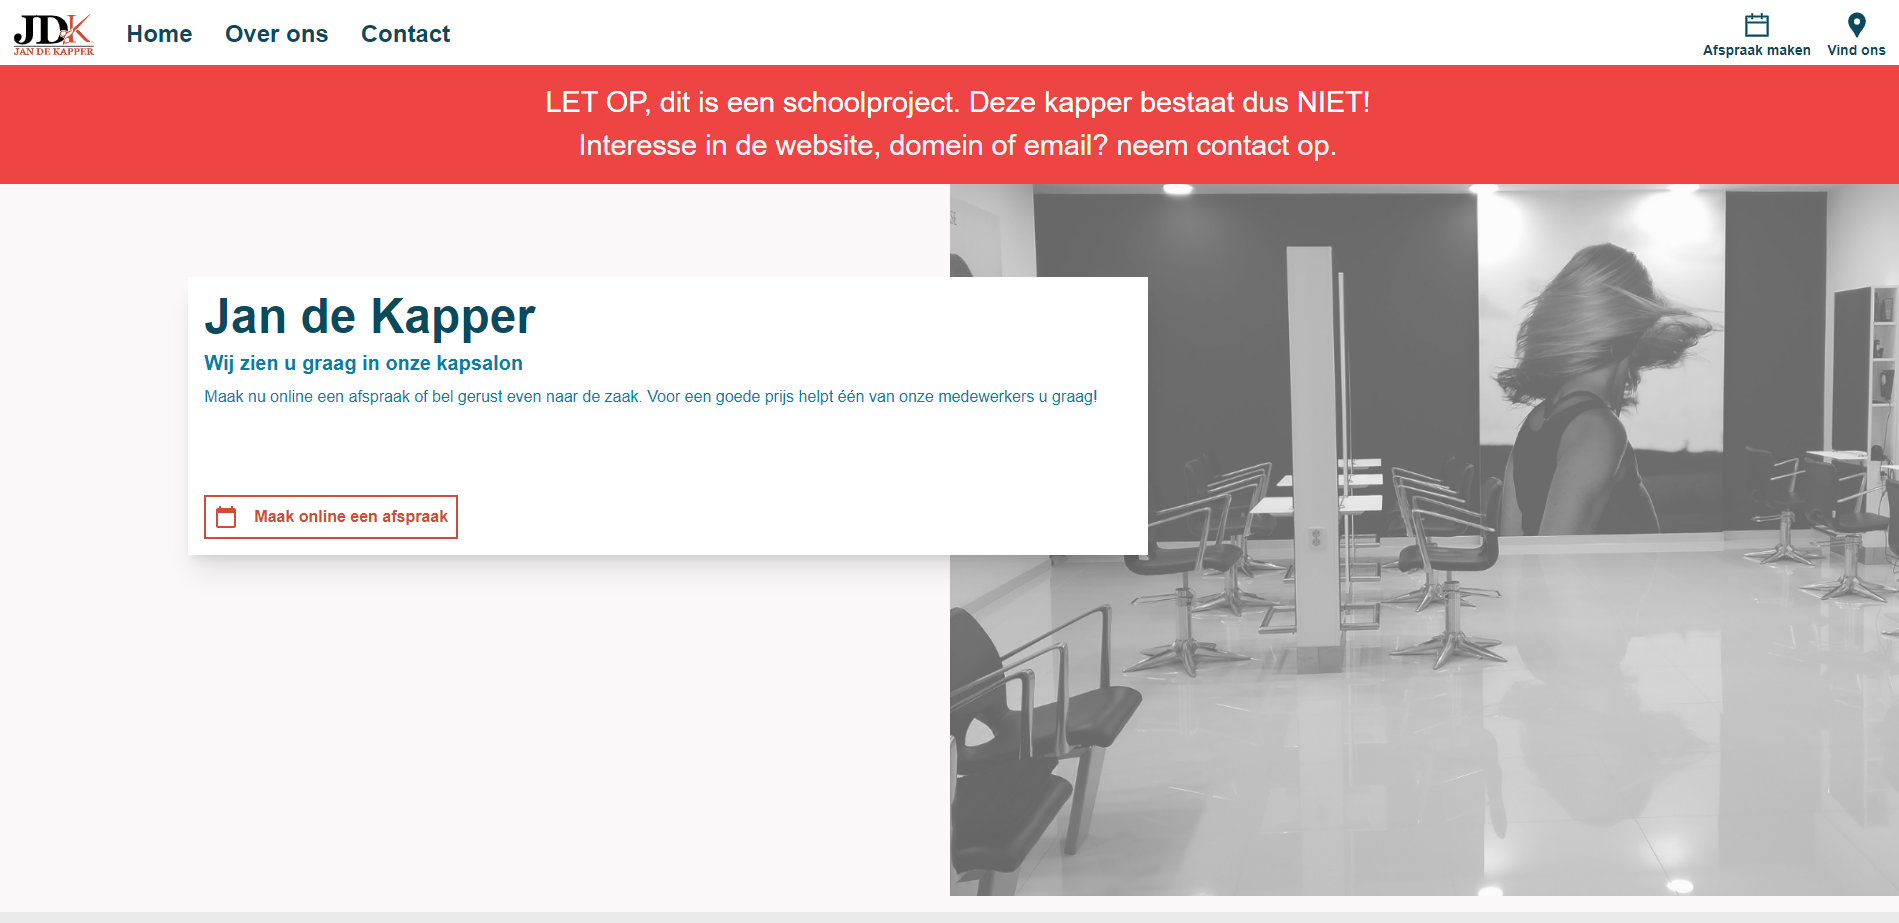 JDK
JAN DE KAPPER
Home
Over ons
Contact
Afspraak maken
Vind ons
LET OP, dit is een schoolproject. Deze kapper bestaat dus NIET!
Interesse in de website, domein of email? neem contact op.
Jan de Kapper
Wij zien u graag in onze kapsalon
Maak nu online een afspraak of bel gerust even naar de zaak. Voor een goede prijs helpt één van onze medewerkers u graag!
Maak online een afspraak